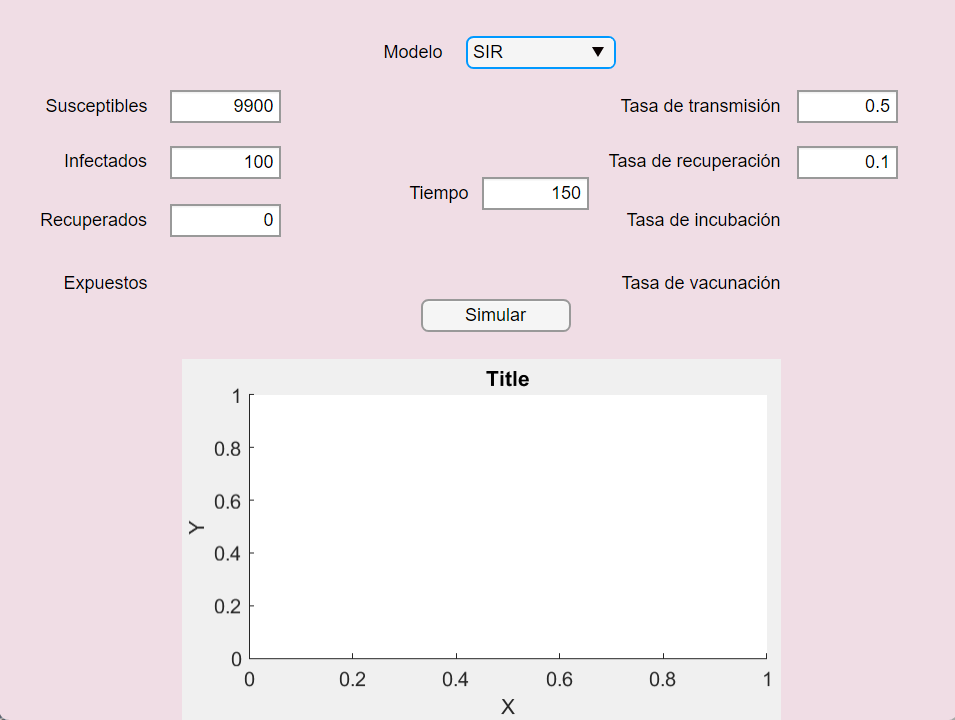 Modelo SIR
Susceptibles 9900
Tasa de transmisión 0.5
Infectados 100
Tasa de recuperación 0.1
Tiempo 150
Recuperados 0
Tasa de incubación
Expuestos
Tasa de vacunación
Simular
Title
1
0.8
0.6
Y
0.4
0.2
0
0 0.2 0.4 0.6 0.8 1
X